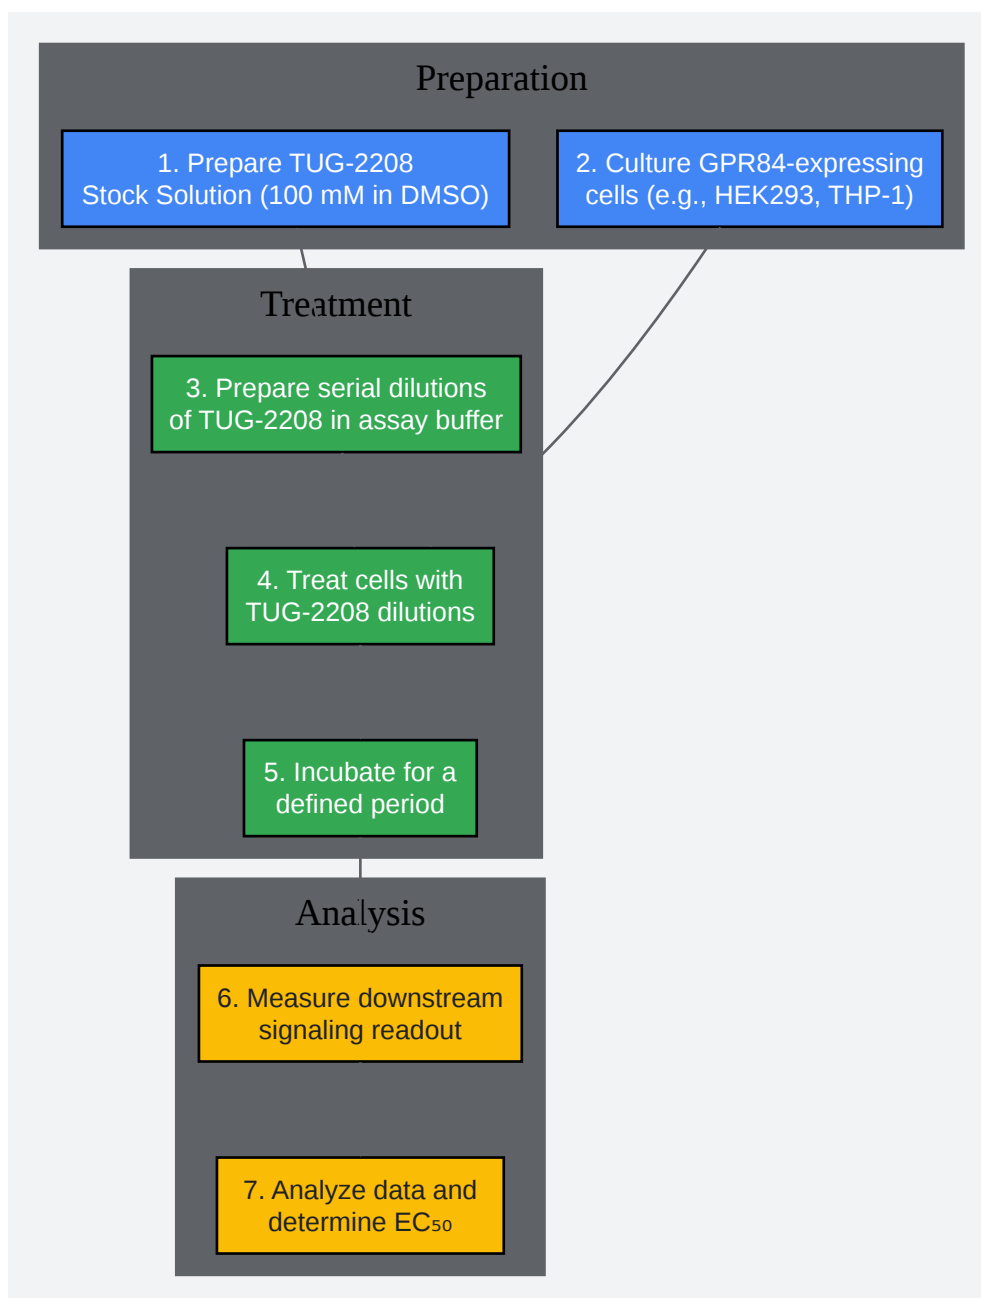 Preparation
1. Prepare TUG-2208
Stock Solution (100 mM in DMSO)
2. Culture GPR84-expressing
cells (e.g., HEK293, THP-1)
Treatment
3. Prepare serial dilutions
of TUG-2208 in assay buffer
4. Treat cells with
TUG-2208 dilutions
5. Incubate for a
defined period
Analysis
6. Measure downstream
signaling readout
7. Analyze data and
determine EC₅₀